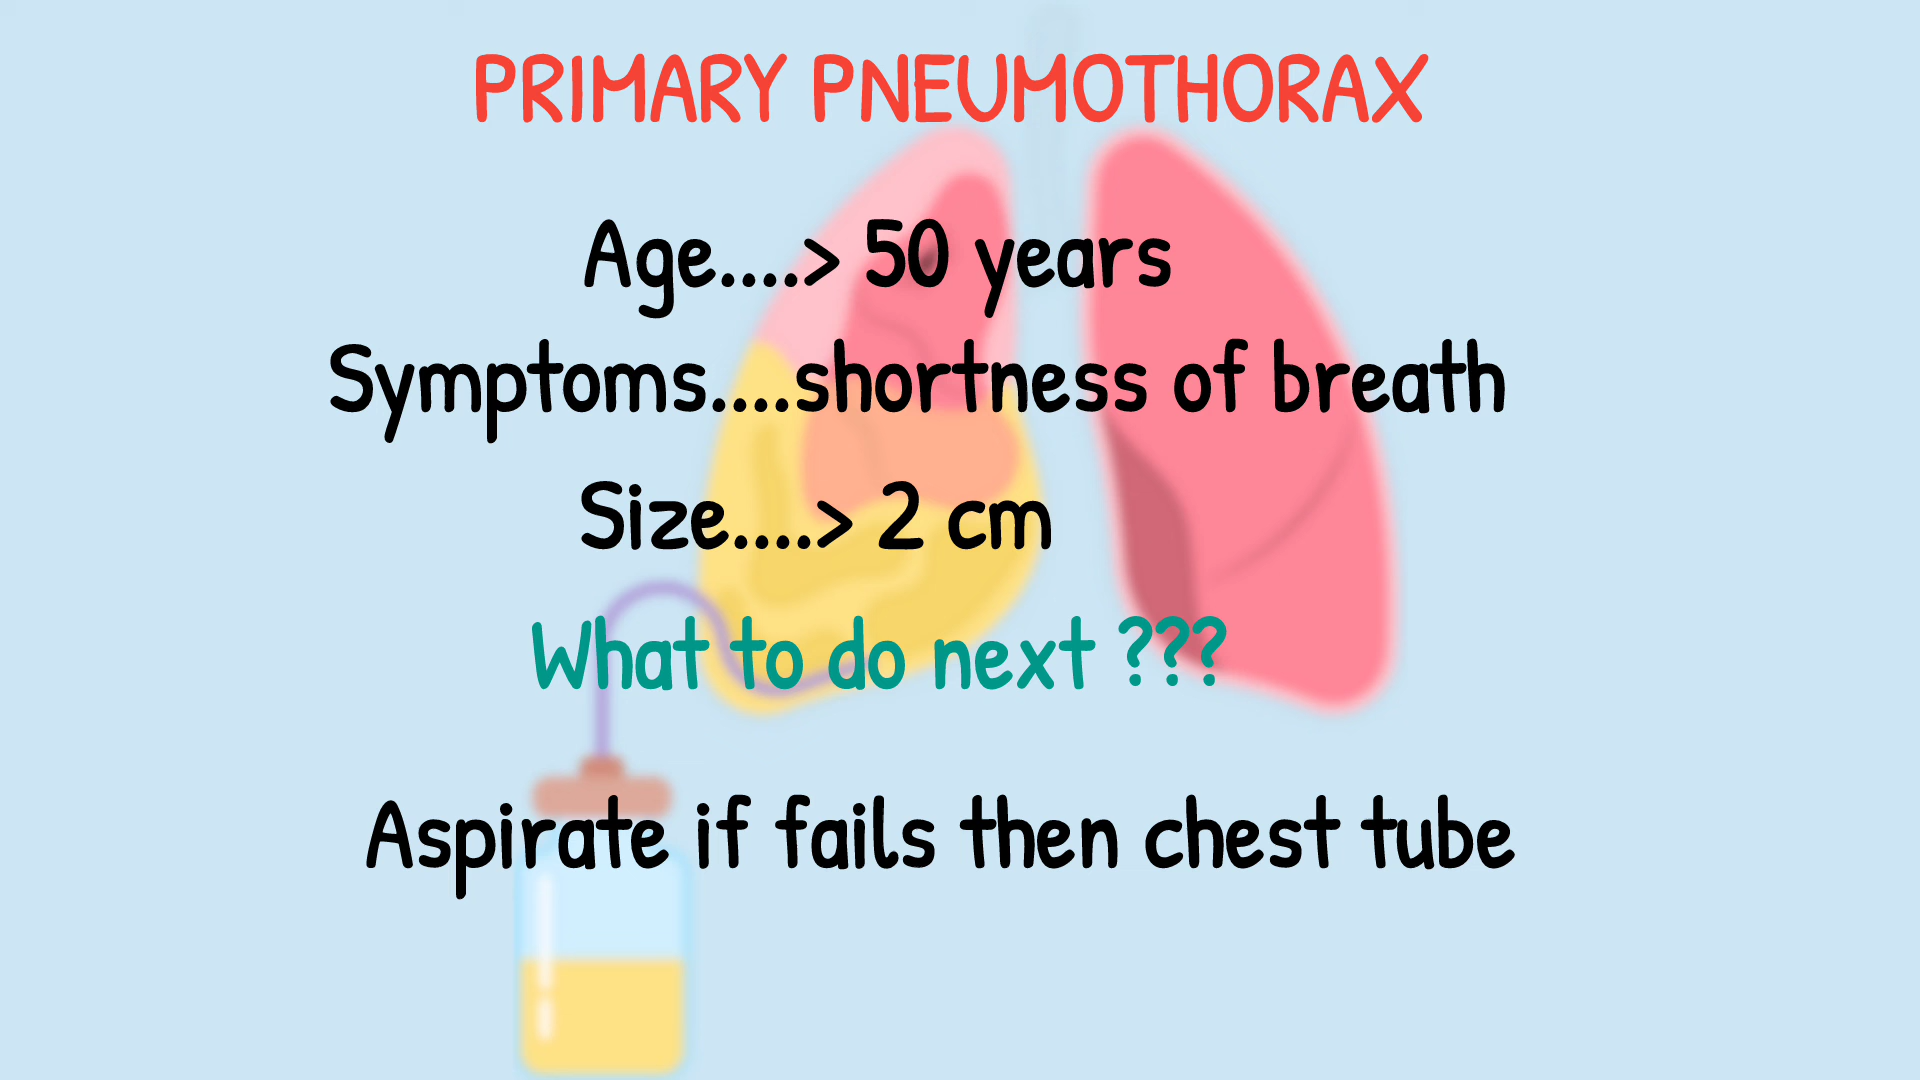 PRIMARY PNEUMOTHORAX
Age....> 50 years
Symptoms....shortness of breath
Size....> 2 cm
What to do next ???
Aspirate if fails then chest tube